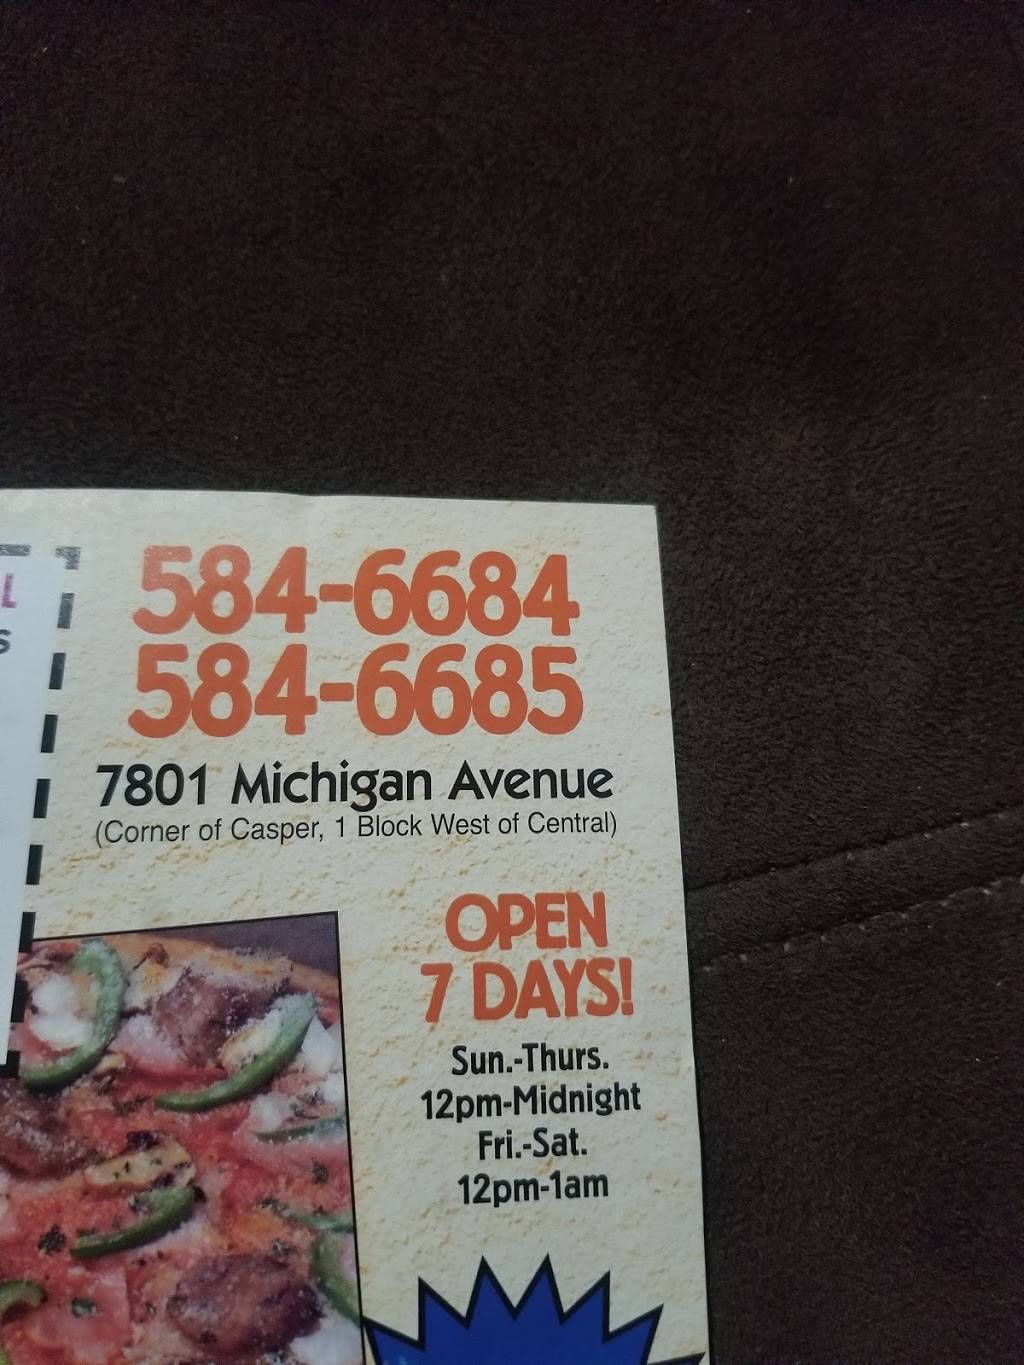 584-6684
584-6685
7801 Michigan Avenue
(Corner of Casper, 1 Block West of Central)
OPEN
7 DAYS!
Sun.-Thurs.
12pm-Midnight
Fri.-Sat.
12pm-1am